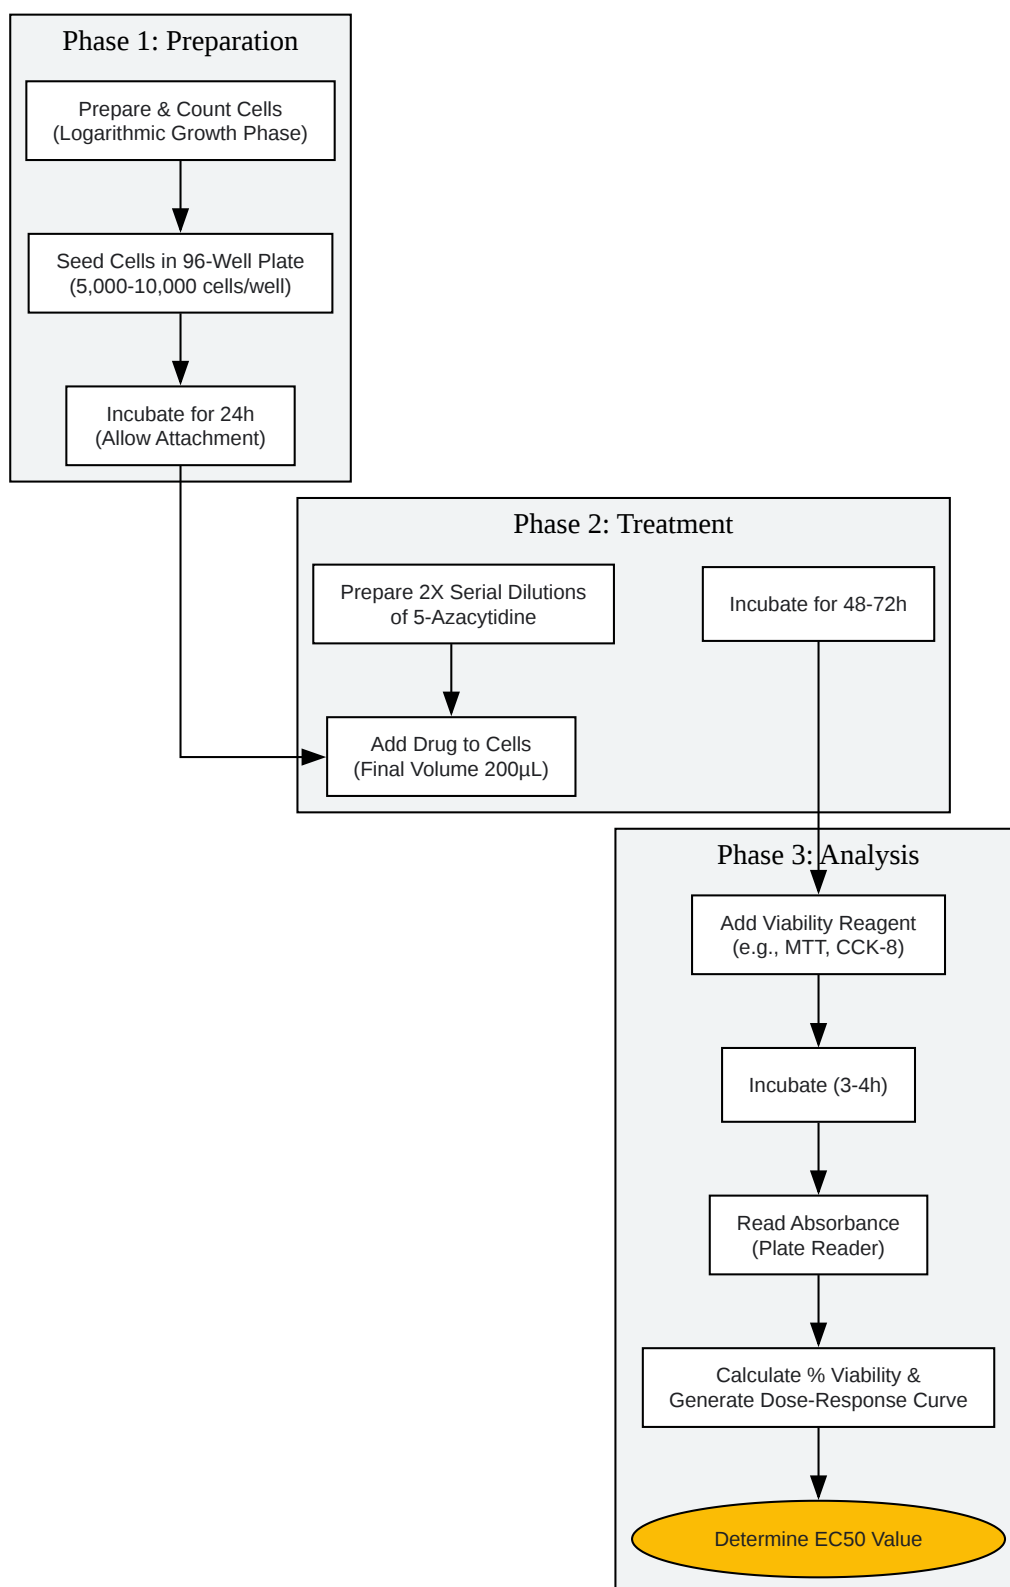 Phase 1: Preparation
Prepare & Count Cells
(Logarithmic Growth Phase)
Seed Cells in 96-Well Plate
(5,000-10,000 cells/well)
Incubate for 24h
(Allow Attachment)
Phase 2: Treatment
Prepare 2X Serial Dilutions
of 5-Azacytidine
Incubate for 48-72h
Add Drug to Cells
(Final Volume 200µL)
Phase 3: Analysis
Add Viability Reagent
(e.g., MTT, CCK-8)
Incubate (3-4h)
Read Absorbance
(Plate Reader)
Calculate % Viability &
Generate Dose-Response Curve
Determine EC50 Value